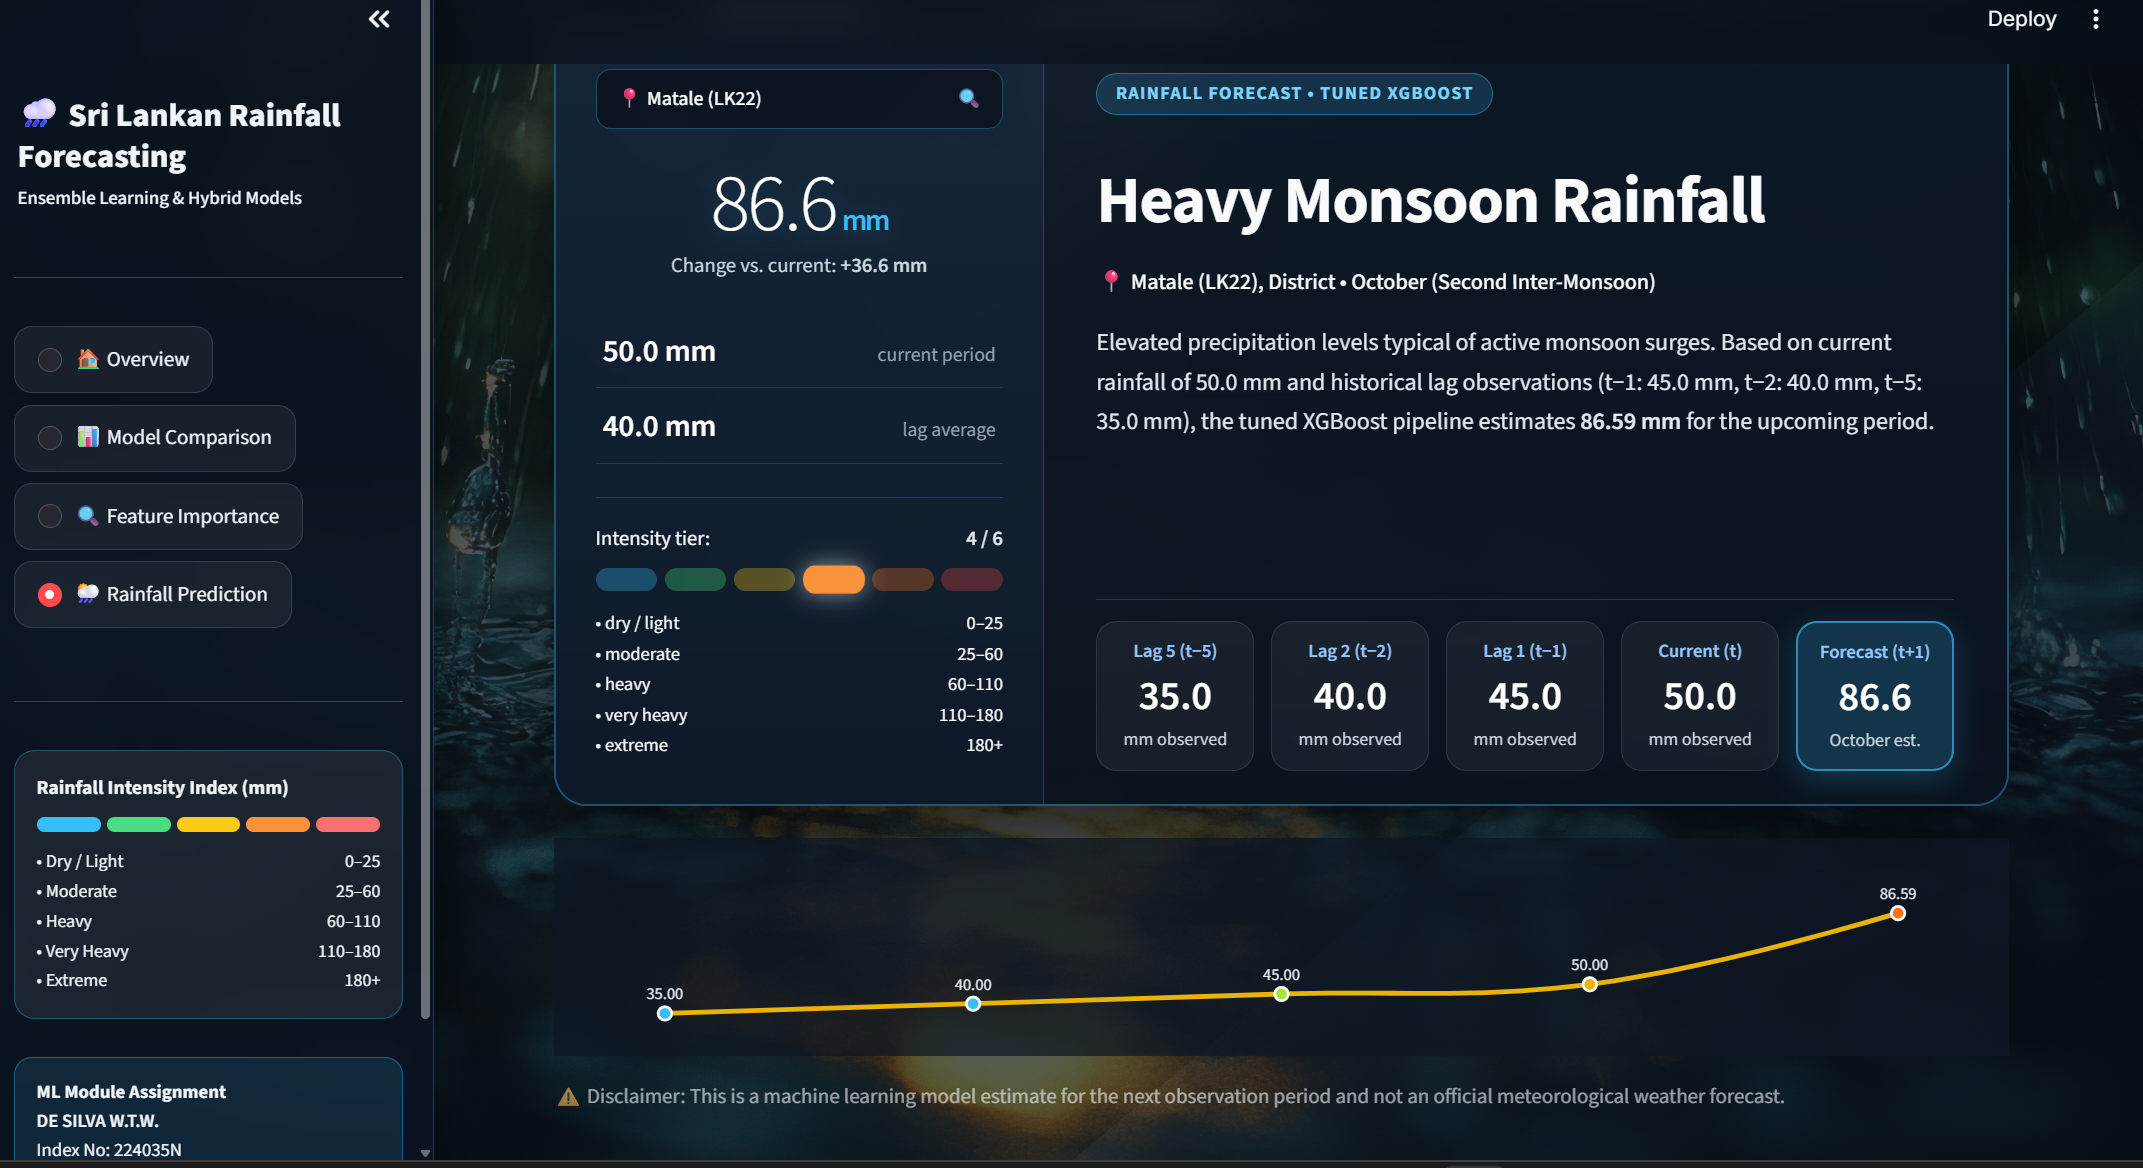 Deploy
🌧️ Sri Lankan Rainfall
Forecasting
Ensemble Learning & Hybrid Models
🏠 Overview
📊 Model Comparison
🔍 Feature Importance
🌦️ Rainfall Prediction
Rainfall Intensity Index (mm)
• Dry / Light 0–25
• Moderate 25–60
• Heavy 60–110
• Very Heavy 110–180
• Extreme 180+
ML Module Assignment
DE SILVA W.T.W.
Index No: 224035N
📍 Matale (LK22) 🔍
86.6 mm
Change vs. current: +36.6 mm
50.0 mm current period
40.0 mm lag average
Intensity tier: 4 / 6
• dry / light 0–25
• moderate 25–60
• heavy 60–110
• very heavy 110–180
• extreme 180+
RAINFALL FORECAST • TUNED XGBOOST
Heavy Monsoon Rainfall
📍 Matale (LK22), District • October (Second Inter-Monsoon)
Elevated precipitation levels typical of active monsoon surges. Based on current
rainfall of 50.0 mm and historical lag observations (t−1: 45.0 mm, t−2: 40.0 mm, t−5:
35.0 mm), the tuned XGBoost pipeline estimates 86.59 mm for the upcoming period.
Lag 5 (t−5)
35.0
mm observed
Lag 2 (t−2)
40.0
mm observed
Lag 1 (t−1)
45.0
mm observed
Current (t)
50.0
mm observed
Forecast (t+1)
86.6
October est.
35.00
40.00
45.00
50.00
86.59
⚠️ Disclaimer: This is a machine learning model estimate for the next observation period and not an official meteorological weather forecast.